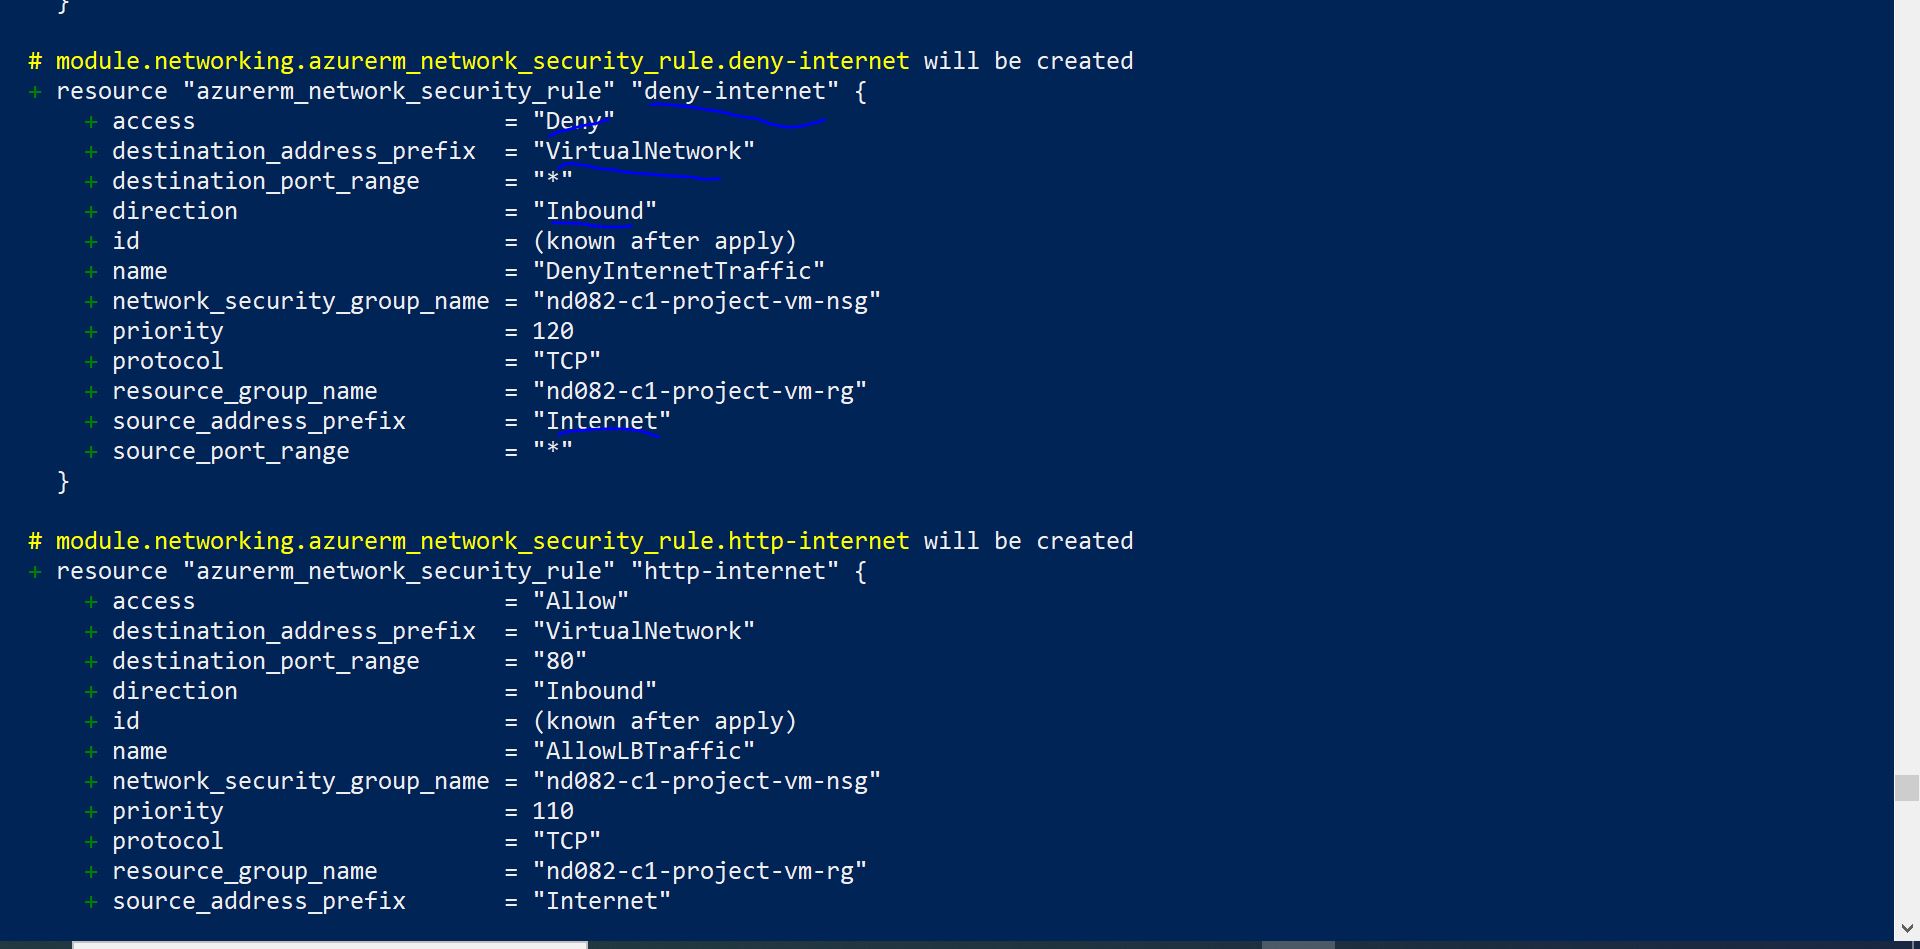 }
# module.networking.azurerm_network_security_rule.deny-internet will be created
+ resource "azurerm_network_security_rule" "deny-internet" {
+ access = "Deny"
+ destination_address_prefix = "VirtualNetwork"
+ destination_port_range = "*"
+ direction = "Inbound"
+ id = (known after apply)
+ name = "DenyInternetTraffic"
+ network_security_group_name = "nd082-c1-project-vm-nsg"
+ priority = 120
+ protocol = "TCP"
+ resource_group_name = "nd082-c1-project-vm-rg"
+ source_address_prefix = "Internet"
+ source_port_range = "*"
}
# module.networking.azurerm_network_security_rule.http-internet will be created
+ resource "azurerm_network_security_rule" "http-internet" {
+ access = "Allow"
+ destination_address_prefix = "VirtualNetwork"
+ destination_port_range = "80"
+ direction = "Inbound"
+ id = (known after apply)
+ name = "AllowLBTraffic"
+ network_security_group_name = "nd082-c1-project-vm-nsg"
+ priority = 110
+ protocol = "TCP"
+ resource_group_name = "nd082-c1-project-vm-rg"
+ source_address_prefix = "Internet"